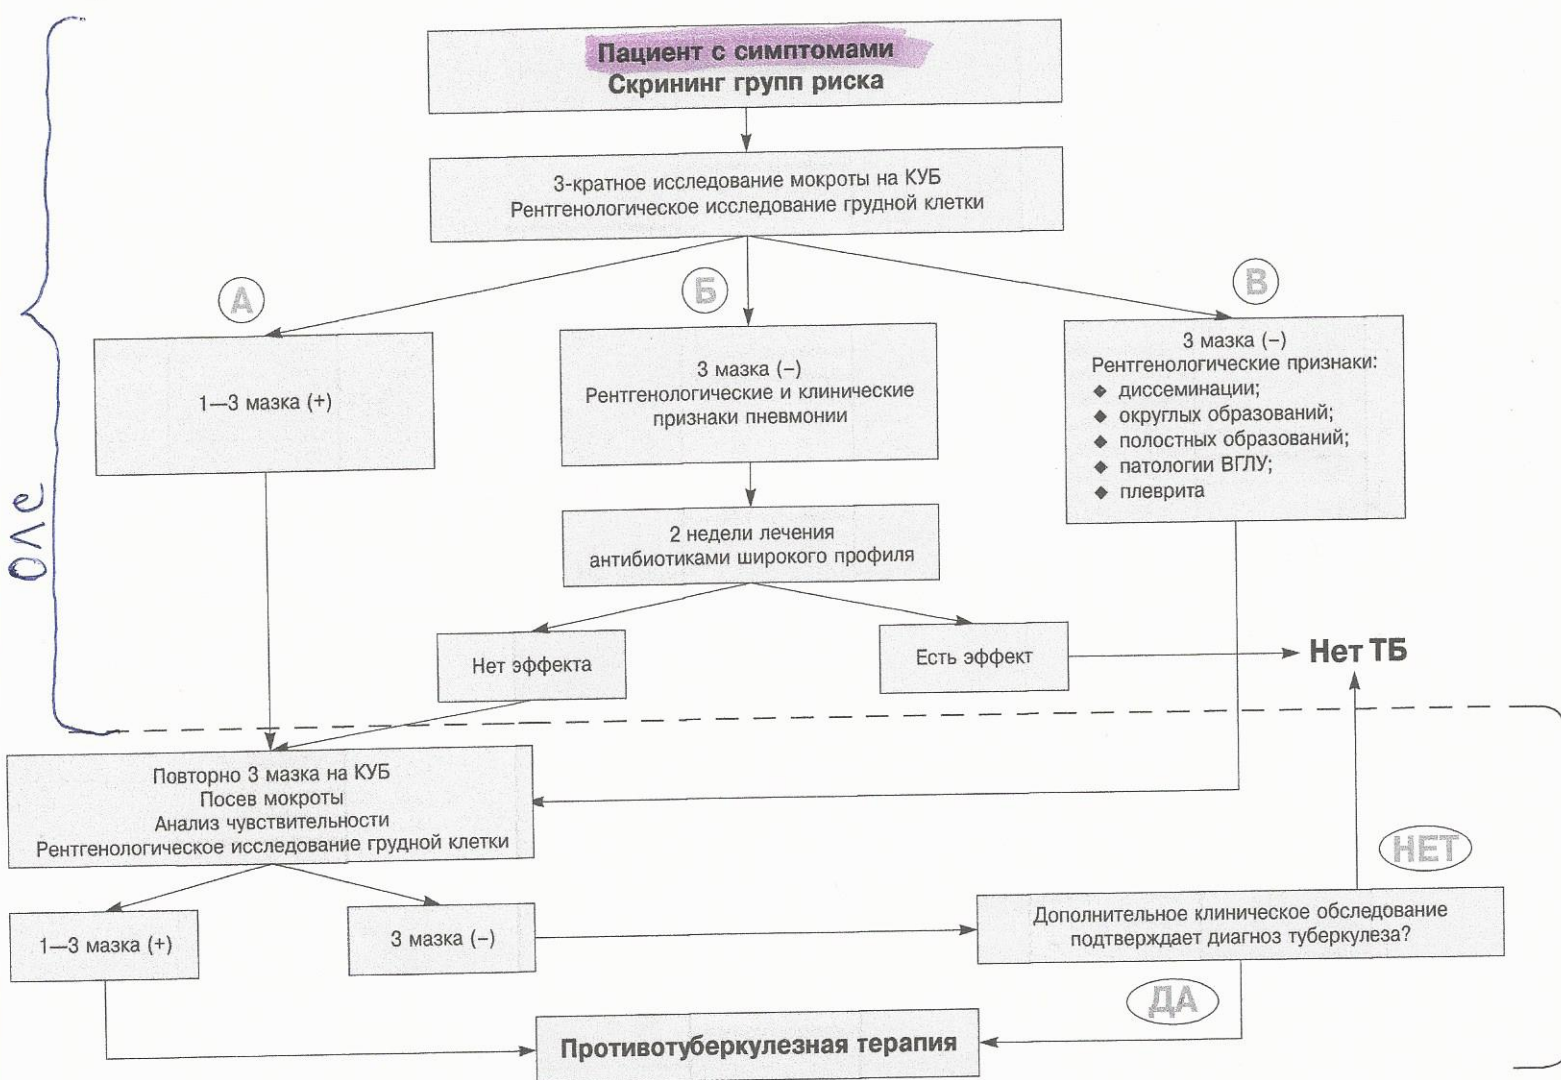 Пациент с симптомами
Скрининг групп риска
3-кратное исследование мокроты на КУБ
Рентгенологическое исследование грудной клетки
А
Б
В
1—3 мазка (+)
3 мазка (–)
Рентгенологические и клинические
признаки пневмонии
3 мазка (–)
Рентгенологические признаки:
◆ диссеминации;
◆ округлых образований;
◆ полостных образований;
◆ патологии ВГЛУ;
◆ плеврита
ОЛС
2 недели лечения
антибиотиками широкого профиля
Нет эффекта
Есть эффект
Нет ТБ
Повторно 3 мазка на КУБ
Посев мокроты
Анализ чувствительности
Рентгенологическое исследование грудной клетки
НЕТ
1—3 мазка (+)
3 мазка (–)
Дополнительное клиническое обследование
подтверждает диагноз туберкулеза?
ДА
Противотуберкулезная терапия